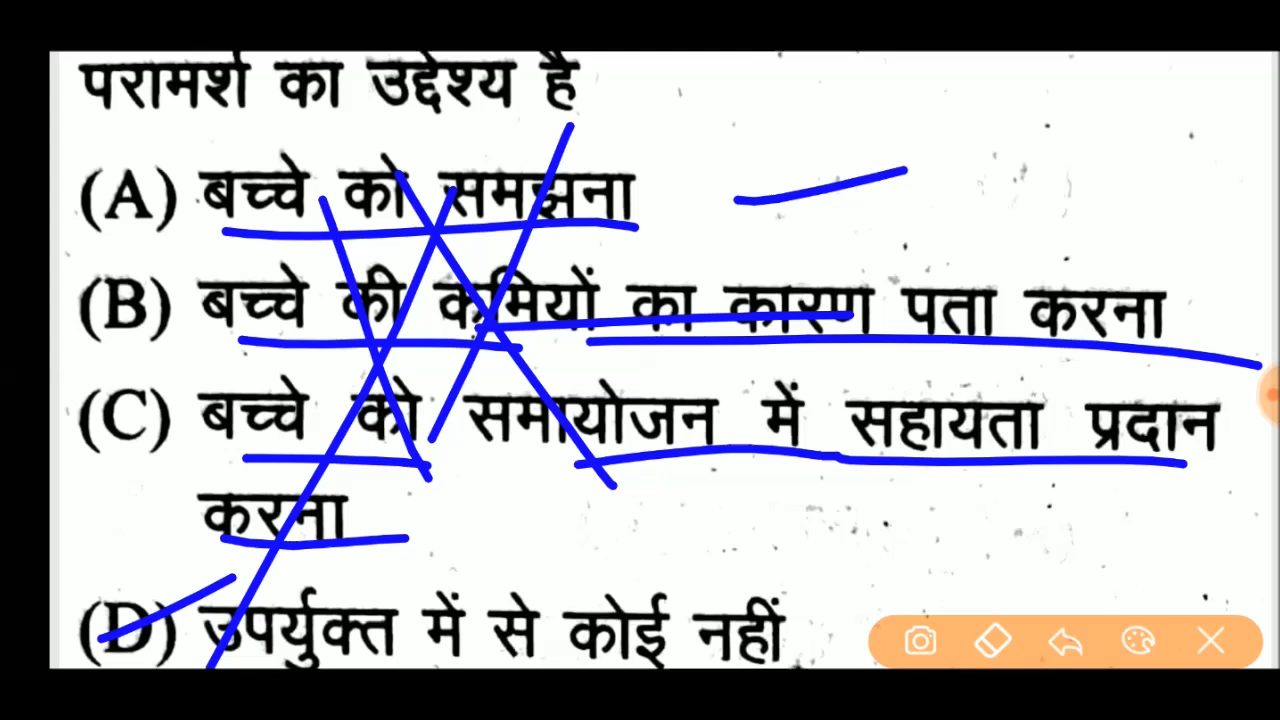 परामर्श का उद्देश्य है
(A) बच्चे को समझना
(B) बच्चे की कमियों का कारण पता करना
(C) बच्चे को समायोजन में सहायता प्रदान
करना
(D) उपर्युक्त में से कोई नहीं